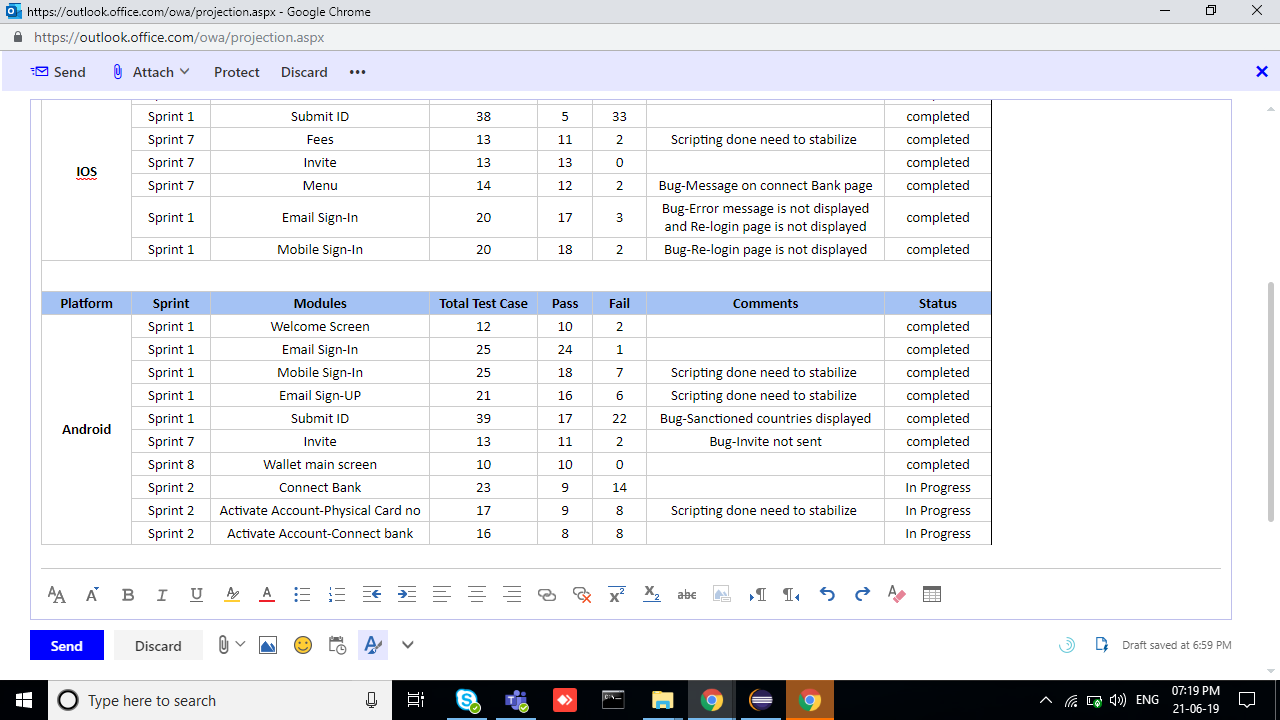 https://outlook.office.com/owa/projection.aspx - Google Chrome
https://outlook.office.com/owa/projection.aspx
Send Attach Protect Discard
IOS
Sprint 1 Submit ID 38 5 33 completed
Sprint 7 Fees 13 11 2 Scripting done need to stabilize completed
Sprint 7 Invite 13 13 0 completed
Sprint 7 Menu 14 12 2 Bug-Message on connect Bank page completed
Sprint 1 Email Sign-In 20 17 3 Bug-Error message is not displayed
and Re-login page is not displayed completed
Sprint 1 Mobile Sign-In 20 18 2 Bug-Re-login page is not displayed completed
Platform Sprint Modules Total Test Case Pass Fail Comments Status
Android
Sprint 1 Welcome Screen 12 10 2 completed
Sprint 1 Email Sign-In 25 24 1 completed
Sprint 1 Mobile Sign-In 25 18 7 Scripting done need to stabilize completed
Sprint 1 Email Sign-UP 21 16 6 Scripting done need to stabilize completed
Sprint 1 Submit ID 39 17 22 Bug-Sanctioned countries displayed completed
Sprint 7 Invite 13 11 2 Bug-Invite not sent completed
Sprint 8 Wallet main screen 10 10 0 completed
Sprint 2 Connect Bank 23 9 14 In Progress
Sprint 2 Activate Account-Physical Card no 17 9 8 Scripting done need to stabilize In Progress
Sprint 2 Activate Account-Connect bank 16 8 8 In Progress
Send Discard Draft saved at 6:59 PM
Type here to search
ENG
07:19 PM
21-06-19